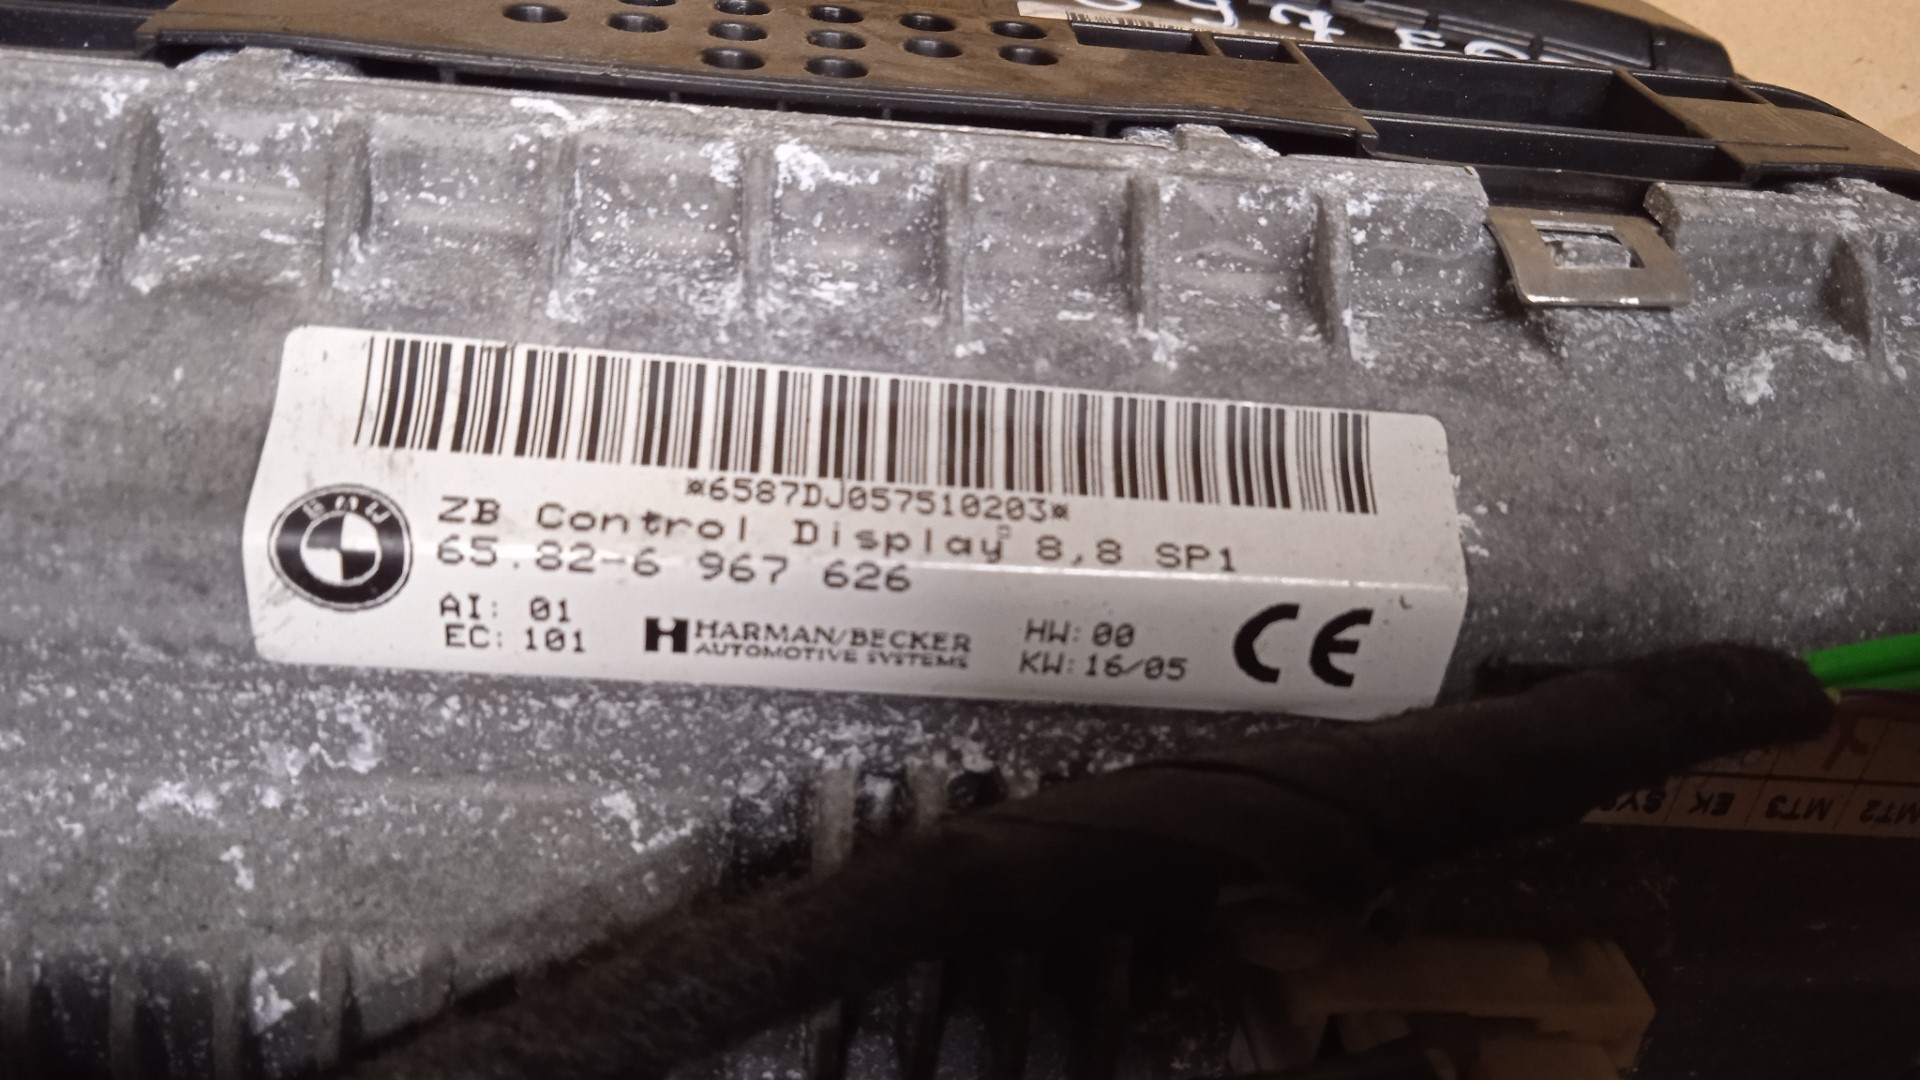 *6587DJ057510203*
ZB Control Display 8,8 SP1
65.82-6 967 626
BMW
AI: 01
EC: 101
H HARMAN/BECKER
AUTOMOTIVE SYSTEMS
HW: 00
KW: 16/05
CE
EK MT3 MT2